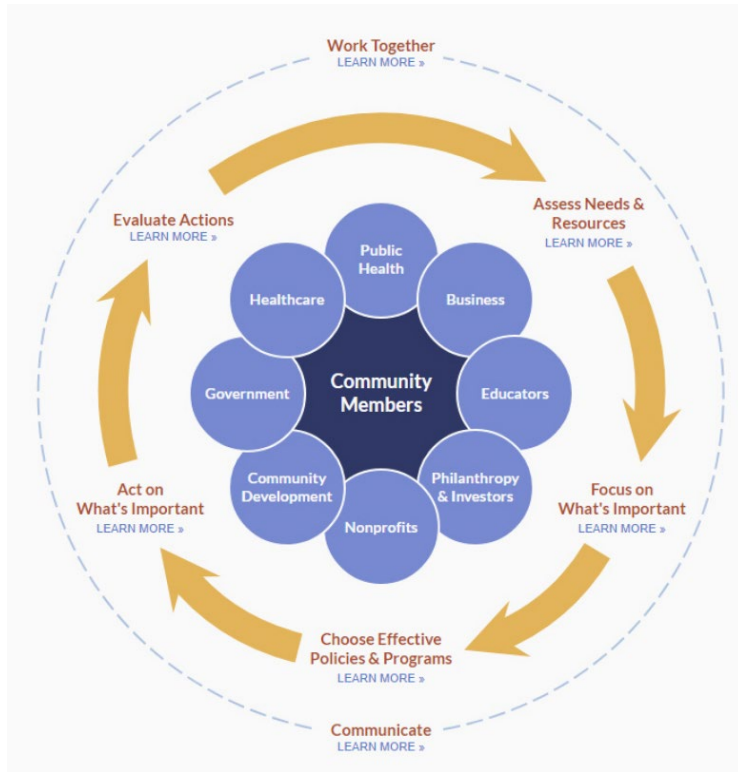 Work Together
LEARN MORE »
Evaluate Actions
LEARN MORE »
Assess Needs &
Resources
LEARN MORE »
Public
Health
Healthcare
Business
Government
Community
Members
Educators
Community
Development
Philanthropy
& Investors
Nonprofits
Act on
What's Important
LEARN MORE »
Focus on
What's Important
LEARN MORE »
Choose Effective
Policies & Programs
LEARN MORE »
Communicate
LEARN MORE »